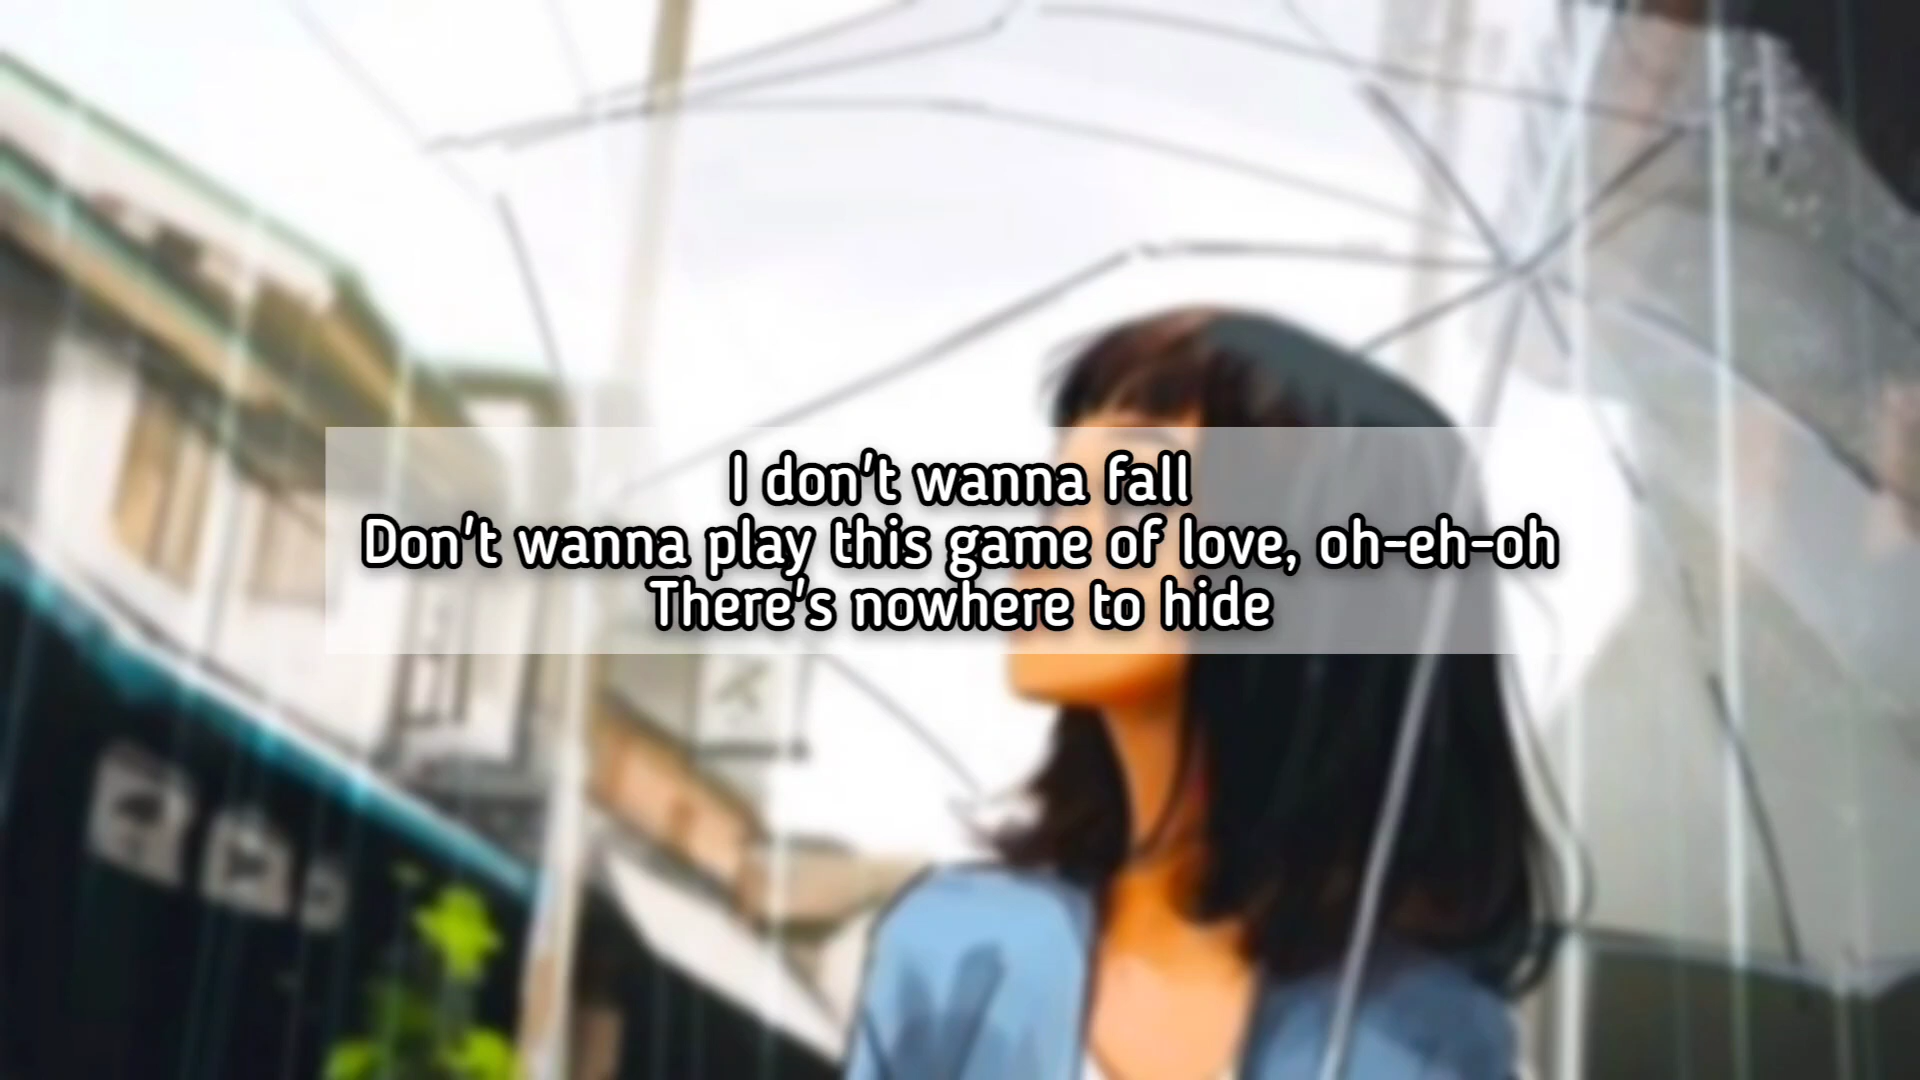 I don't wanna fall
Don't wanna play this game of love, oh-eh-oh
There's nowhere to hide